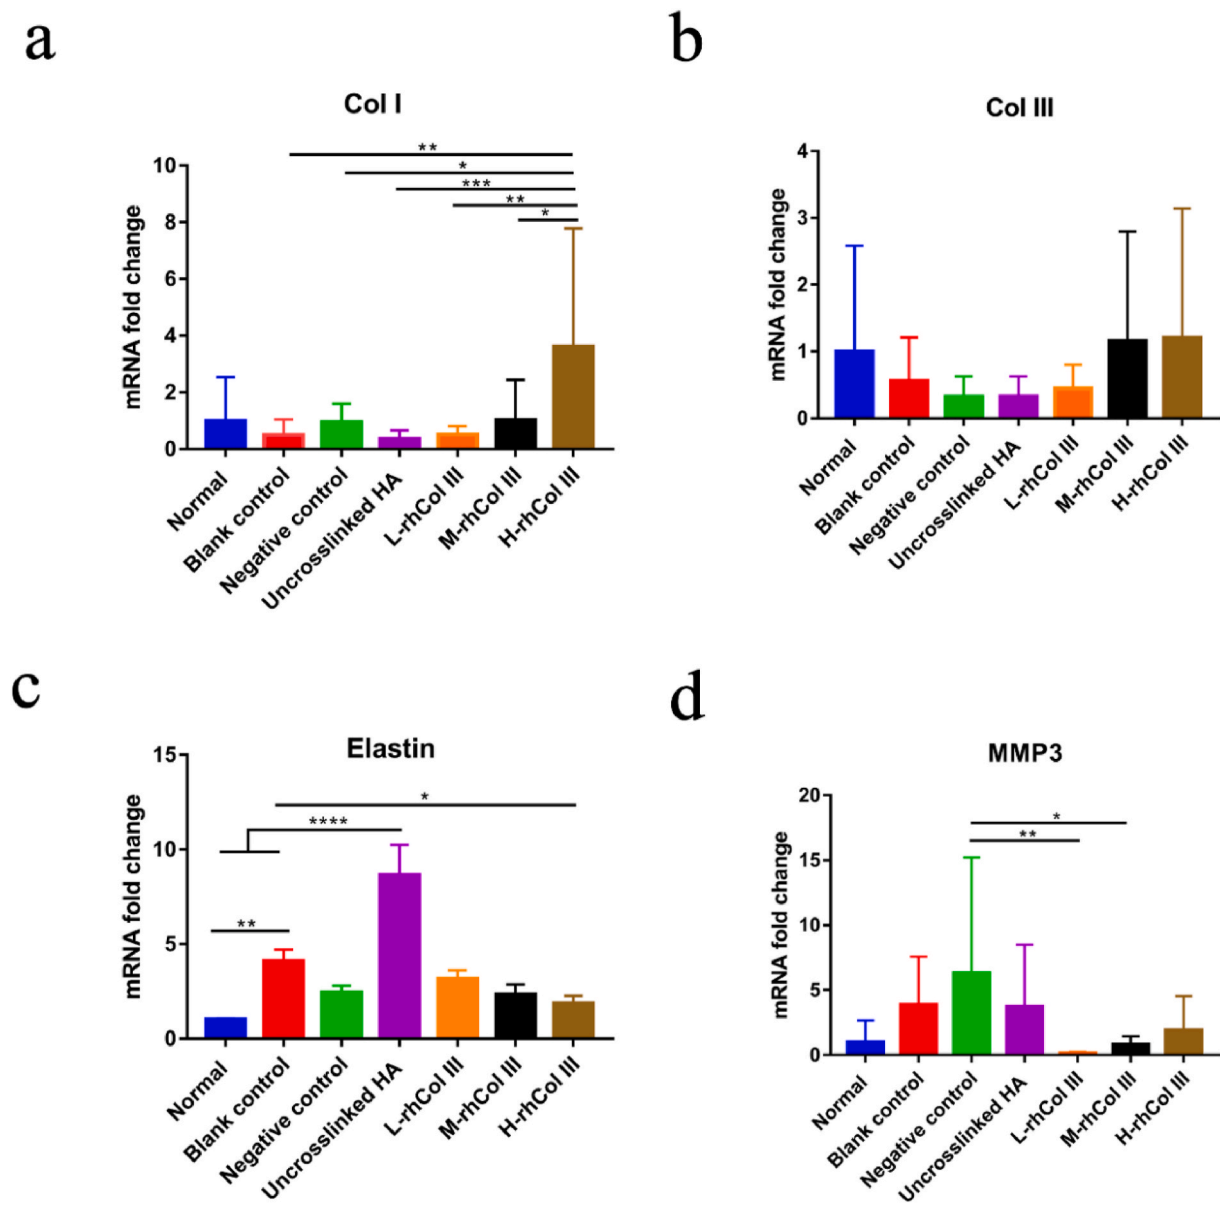 a
Col I
mRNA fold change
10
8
6
4
2
0
**
*
***
**
*
Normal
Blank control
Negative control
Uncrosslinked HA
L-rhCol III
M-rhCol III
H-rhCol III
b
Col III
mRNA fold change
4
3
2
1
0
Normal
Blank control
Negative control
Uncrosslinked HA
L-rhCol III
M-rhCol III
H-rhCol III
c
Elastin
mRNA fold change
15
10
5
0
*
****
**
Normal
Blank control
Negative control
Uncrosslinked HA
L-rhCol III
M-rhCol III
H-rhCol III
d
MMP3
mRNA fold change
20
15
10
5
0
*
**
Normal
Blank control
Negative control
Uncrosslinked HA
L-rhCol III
M-rhCol III
H-rhCol III